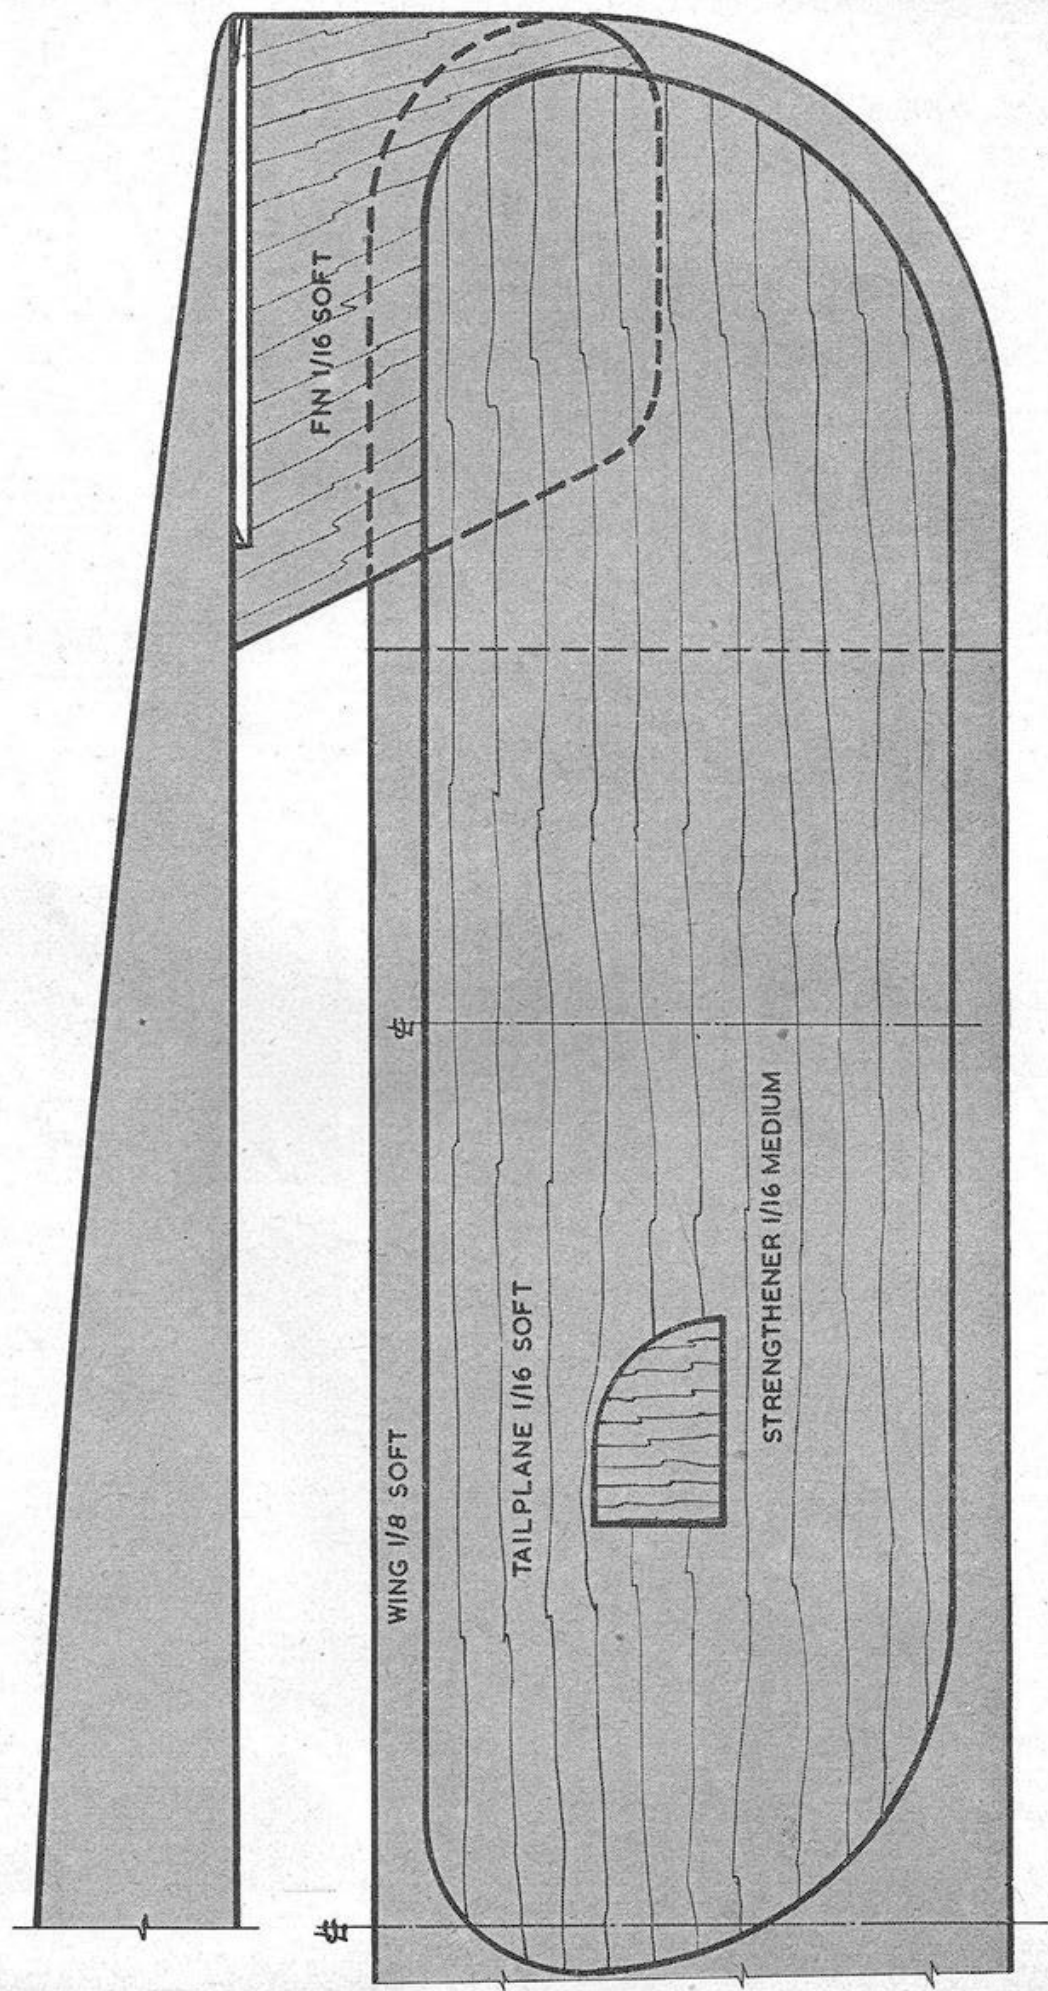 FIN 1/16 SOFT
WING 1/8 SOFT
TAILPLANE 1/16 SOFT
STRENGTHENER 1/16 MEDIUM
℄
℄